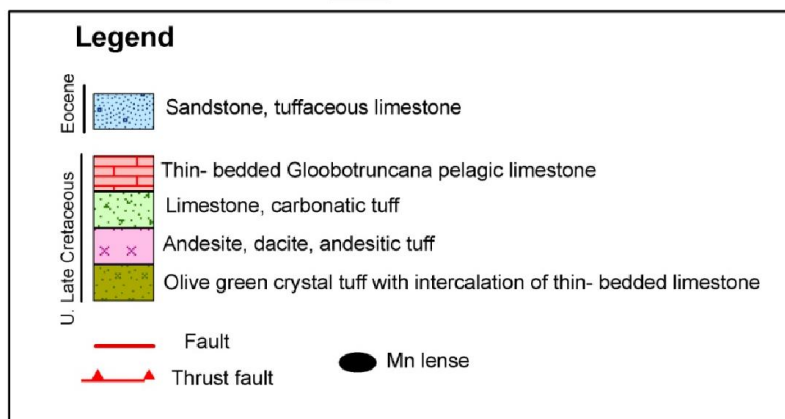 Legend
Eocene
Sandstone, tuffaceous limestone
U. Late Cretaceous
Thin- bedded Gloobotruncana pelagic limestone
Limestone, carbonatic tuff
Andesite, dacite, andesitic tuff
Olive green crystal tuff with intercalation of thin- bedded limestone
Fault
Mn lense
Thrust fault